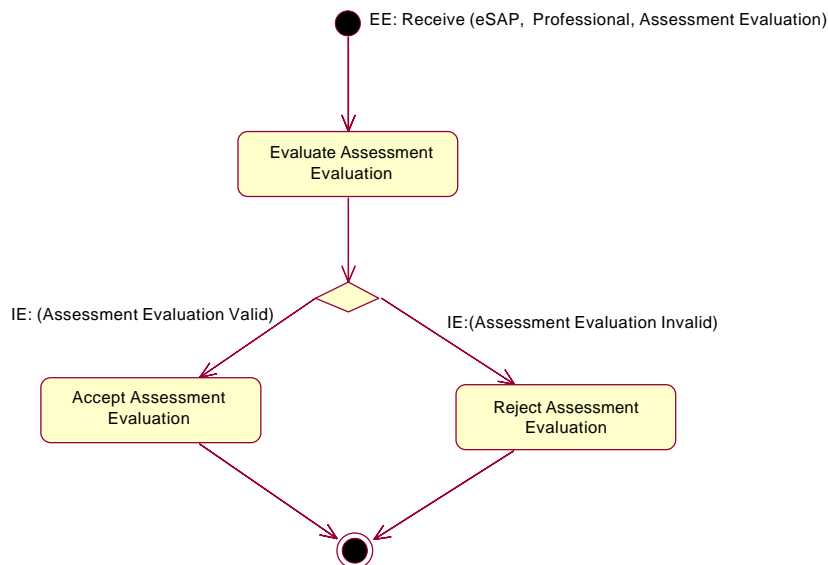 EE: Receive (eSAP, Professional, Assessment Evaluation)
Evaluate Assessment
Evaluation
IE: (Assessment Evaluation Valid)
IE:(Assessment Evaluation Invalid)
Accept Assessment
Evaluation
Reject Assessment
Evaluation